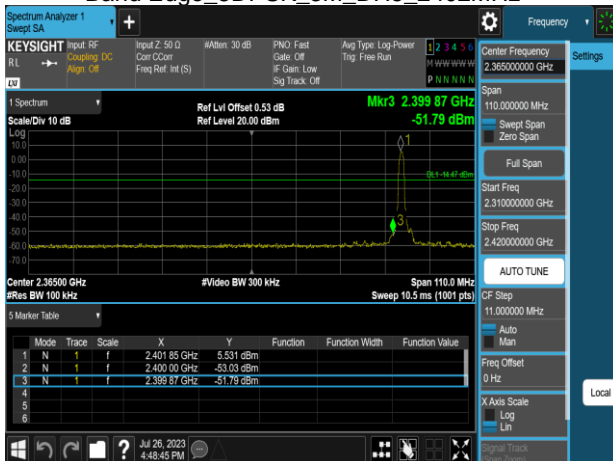 Spectrum Analyzer 1
Swept SA
+
Frequency
KEYSIGHT
RL
LXI
Input: RF
Coupling: DC
Align: Off
Input Z: 50 Ω
Corr CCorr
Freq Ref: Int (S)
#Atten: 30 dB
PNO: Fast
Gate: Off
IF Gain: Low
Sig Track: Off
Avg Type: Log-Power
Trig: Free Run
1 2 3 4 5 6
M W W W W W
P N N N N N
Settings
Center Frequency
2.365000000 GHz
Span
110.000000 MHz
Swept Span
Zero Span
Full Span
Start Freq
2.310000000 GHz
Stop Freq
2.420000000 GHz
AUTO TUNE
CF Step
11.000000 MHz
Auto
Man
Freq Offset
0 Hz
X Axis Scale
Log
Lin
Signal Track
Local
1 Spectrum
Scale/Div 10 dB
Ref Lvl Offset 0.53 dB
Ref Level 20.00 dBm
Mkr3 2.399 87 GHz
-51.79 dBm
Log
10.0
0.00
-10.0
-20.0
-30.0
-40.0
-50.0
-60.0
-70.0
1
DL1 -14.47 dBm
3
Center 2.36500 GHz
#Video BW 300 kHz
Span 110.0 MHz
#Res BW 100 kHz
Sweep 10.5 ms (1001 pts)
5 Marker Table
Mode Trace Scale X Y Function Function Width Function Value
1 N 1 f 2.401 85 GHz 5.531 dBm
2 N 1 f 2.400 00 GHz -53.03 dBm
3 N 1 f 2.399 87 GHz -51.79 dBm
4
5
6
?
Jul 26, 2023
4:48:45 PM